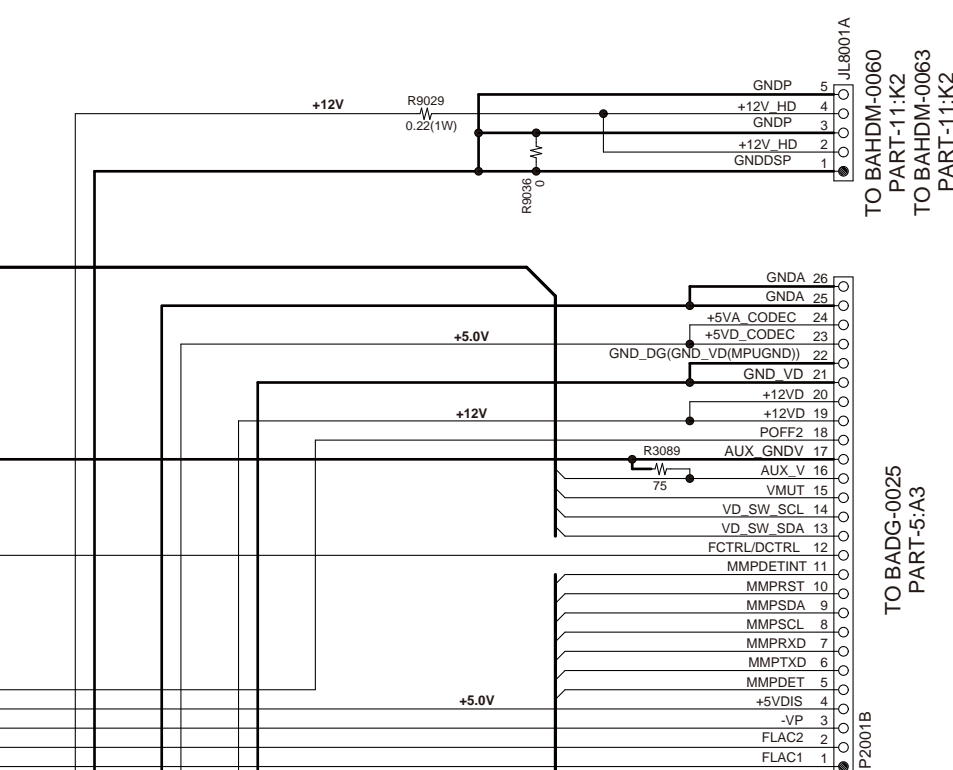 JL8001A
GNDP 5
+12V R9029 +12V_HD 4
0.22(1W) GNDP 3
+12V_HD 2
GNDDSP 1
R9036
0
TO BAHDM-0060
PART-11:K2
TO BAHDM-0063
PART-11:K2
GNDA 26
GNDA 25
+5VA_CODEC 24
+5.0V +5VD_CODEC 23
GND_DG(GND_VD(MPUGND)) 22
GND_VD 21
+12VD 20
+12V +12VD 19
POFF2 18
R3089 AUX_GNDV 17
AUX_V 16
75
VMUT 15
VD_SW_SCL 14
VD_SW_SDA 13
FCTRL/DCTRL 12
MMPDETINT 11
MMPRST 10
MMPSDA 9
MMPSCL 8
MMPRXD 7
MMPTXD 6
MMPDET 5
+5.0V +5VDIS 4
-VP 3
FLAC2 2
FLAC1 1
P2001B
TO BADG-0025
PART-5:A3